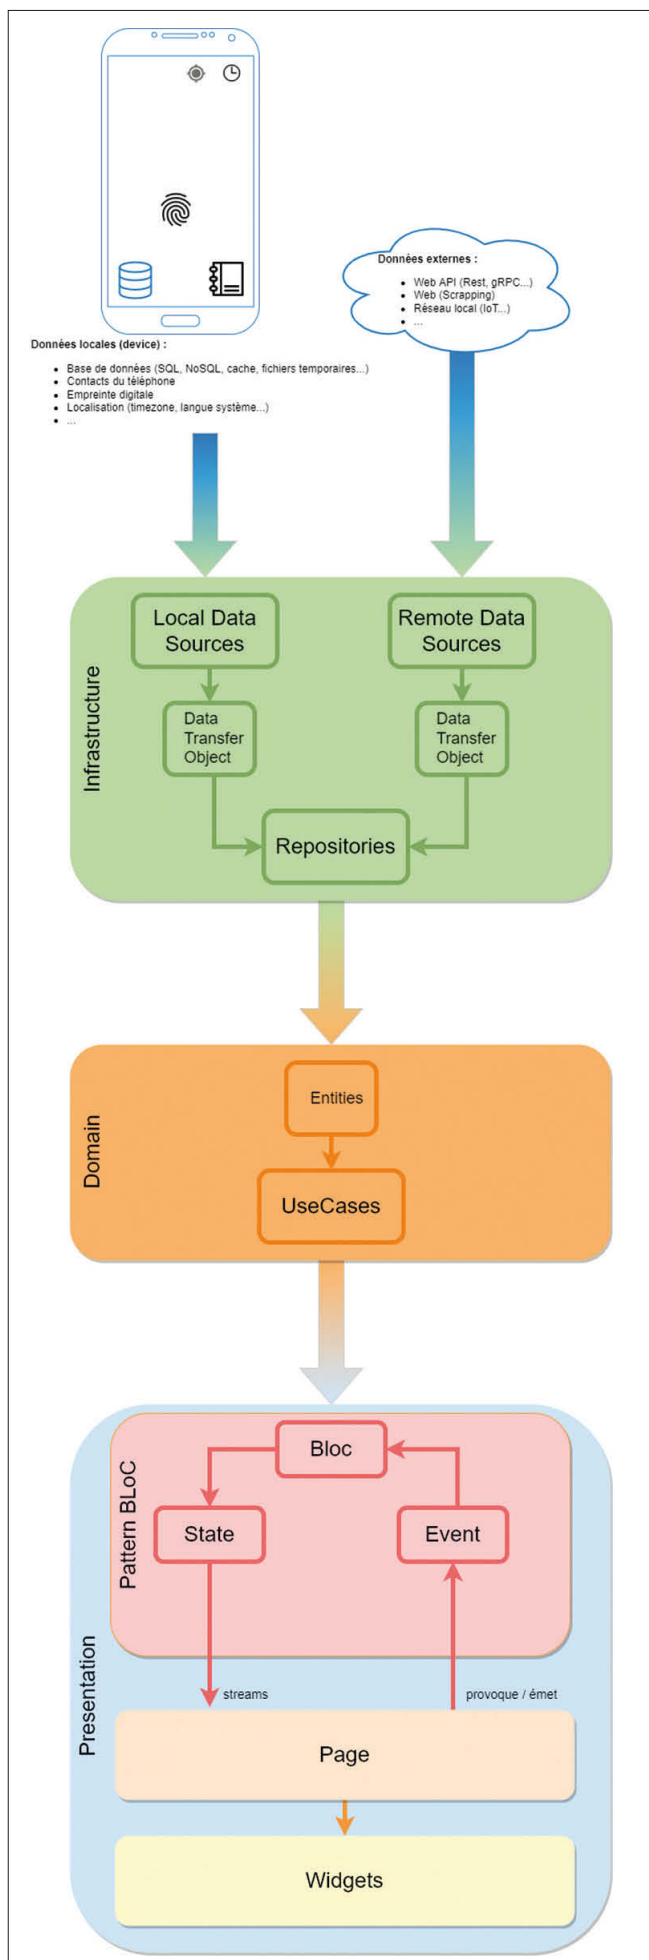 Données locales (device) :
• Base de données (SQL, NoSQL, cache, fichiers temporaires...)
• Contacts du téléphone
• Empreinte digitale
• Localisation (timezone, langue système...)
• ...
Données externes :
• Web API (Rest, gRPC...)
• Web (Scrapping)
• Réseau local (IoT...)
• ...
Infrastructure
Local Data
Sources
Remote Data
Sources
Data
Transfer
Object
Data
Transfer
Object
Repositories
Domain
Entities
UseCases
Presentation
Pattern BLoC
Bloc
State
Event
streams
provoque / émet
Page
Widgets